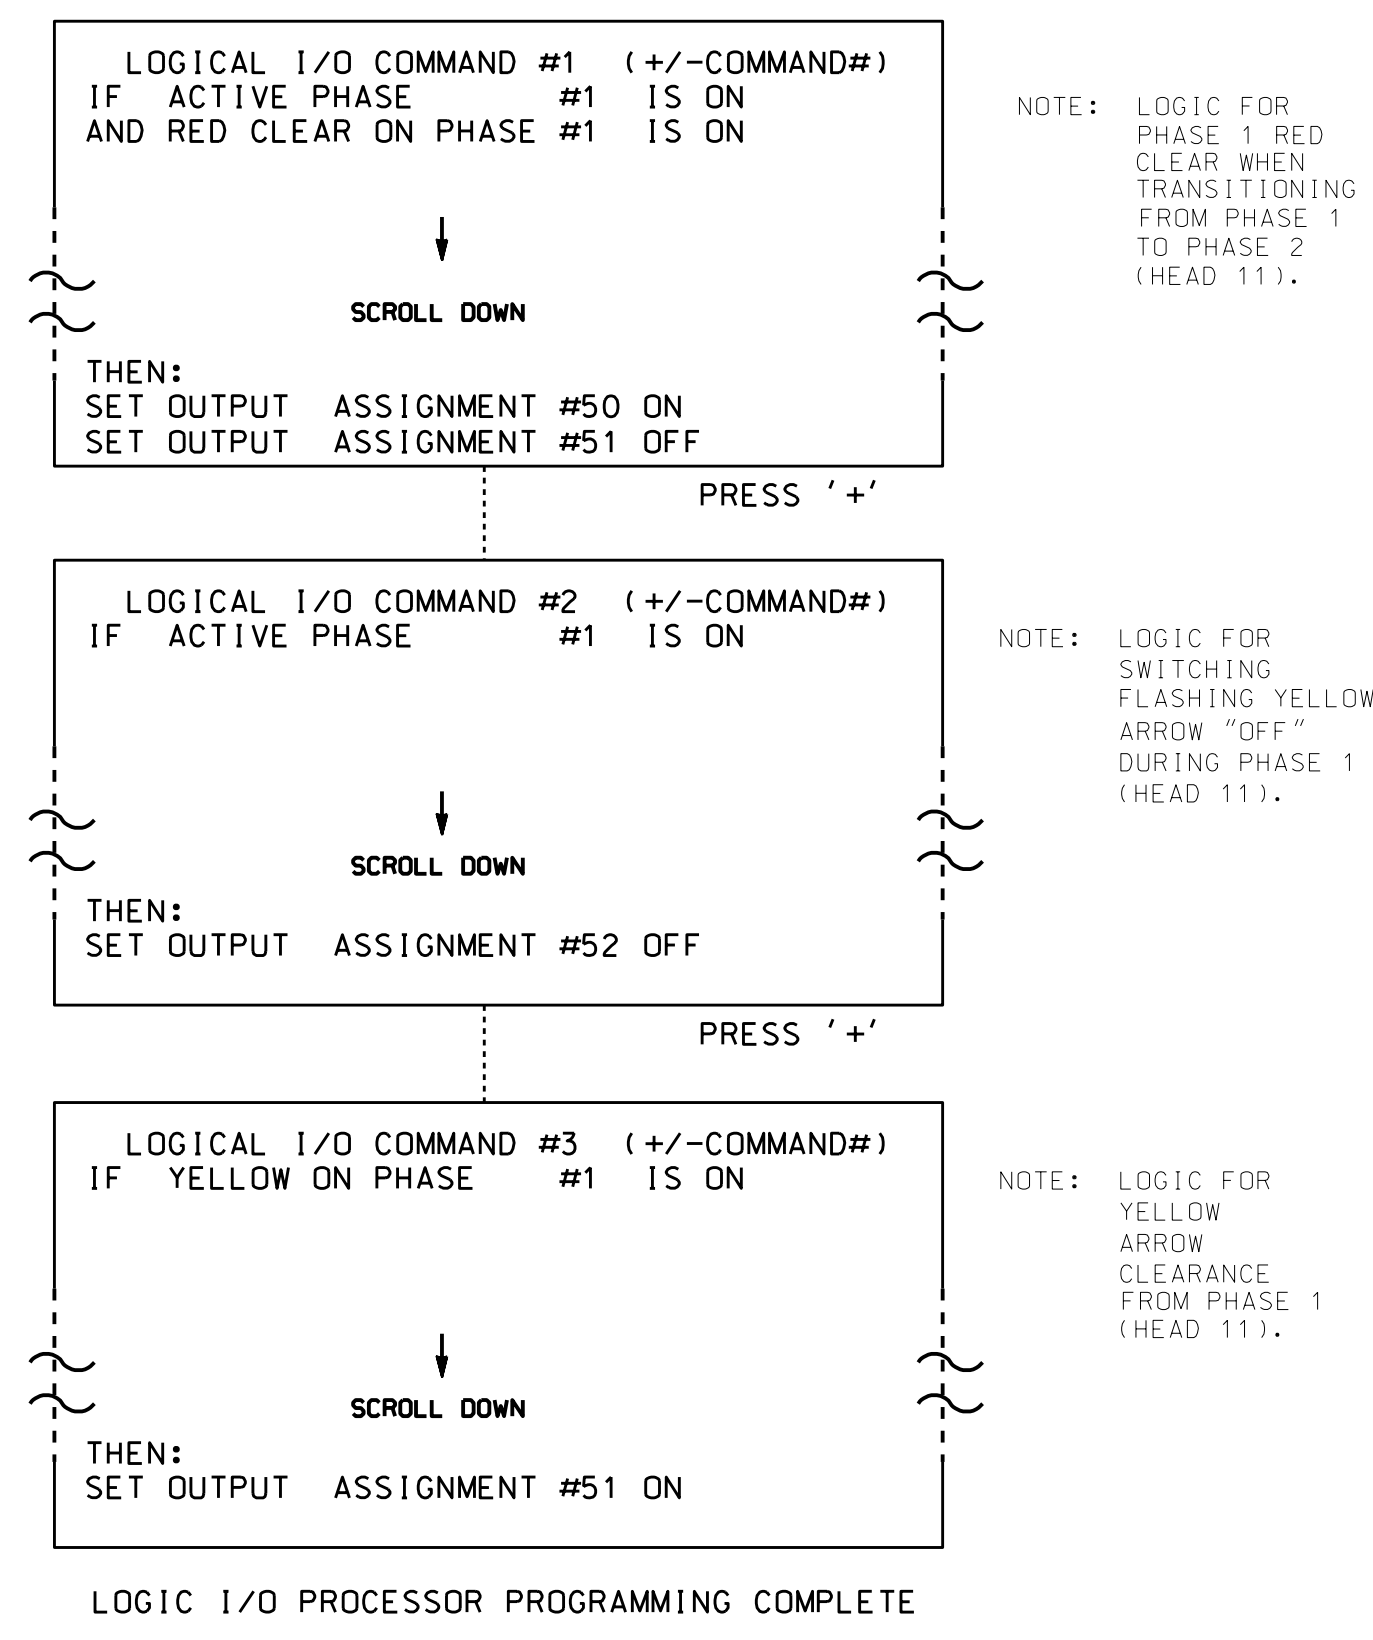 LOGICAL I/O COMMAND #1 (+/-COMMAND#)
IF ACTIVE PHASE #1 IS ON
AND RED CLEAR ON PHASE #1 IS ON
SCROLL DOWN
THEN:
SET OUTPUT ASSIGNMENT #50 ON
SET OUTPUT ASSIGNMENT #51 OFF
NOTE: LOGIC FOR
PHASE 1 RED
CLEAR WHEN
TRANSITIONING
FROM PHASE 1
TO PHASE 2
(HEAD 11).
PRESS '+'
LOGICAL I/O COMMAND #2 (+/-COMMAND#)
IF ACTIVE PHASE #1 IS ON
SCROLL DOWN
THEN:
SET OUTPUT ASSIGNMENT #52 OFF
NOTE: LOGIC FOR
SWITCHING
FLASHING YELLOW
ARROW "OFF"
DURING PHASE 1
(HEAD 11).
PRESS '+'
LOGICAL I/O COMMAND #3 (+/-COMMAND#)
IF YELLOW ON PHASE #1 IS ON
SCROLL DOWN
THEN:
SET OUTPUT ASSIGNMENT #51 ON
NOTE: LOGIC FOR
YELLOW
ARROW
CLEARANCE
FROM PHASE 1
(HEAD 11).
LOGIC I/O PROCESSOR PROGRAMMING COMPLETE